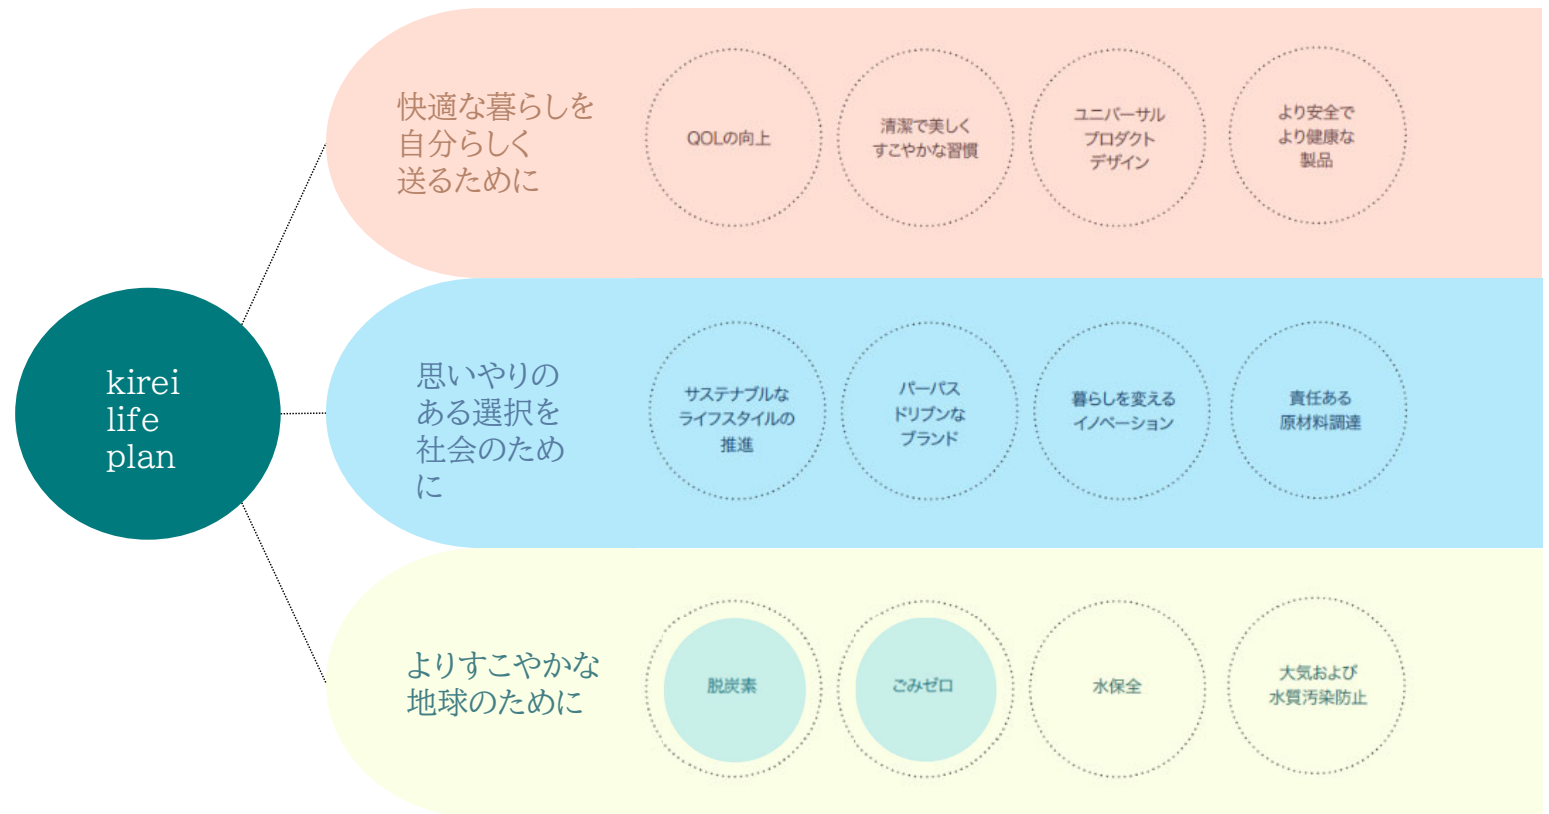 kirei
life
plan
快適な暮らしを
自分らしく
送るために
QOLの向上
清潔で美しく
すこやかな習慣
ユニバーサル
プロダクト
デザイン
より安全で
より健康な
製品
思いやりの
ある選択を
社会のため
に
サステナブルな
ライフスタイルの
推進
パーパス
ドリブンな
ブランド
暮らしを変える
イノベーション
責任ある
原材料調達
よりすこやかな
地球のために
脱炭素
ごみゼロ
水保全
大気および
水質汚染防止